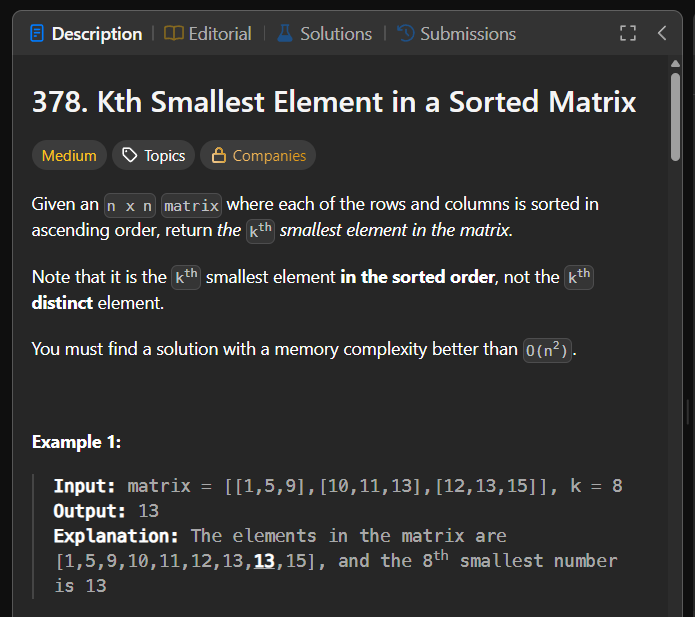 Description | Editorial | Solutions | Submissions
378. Kth Smallest Element in a Sorted Matrix
Medium Topics Companies
Given an n x n matrix where each of the rows and columns is sorted in
ascending order, return the kth smallest element in the matrix.
Note that it is the kth smallest element in the sorted order, not the kth
distinct element.
You must find a solution with a memory complexity better than O(n2).
Example 1:
Input: matrix = [[1,5,9],[10,11,13],[12,13,15]], k = 8
Output: 13
Explanation: The elements in the matrix are
[1,5,9,10,11,12,13,13,15], and the 8th smallest number
is 13